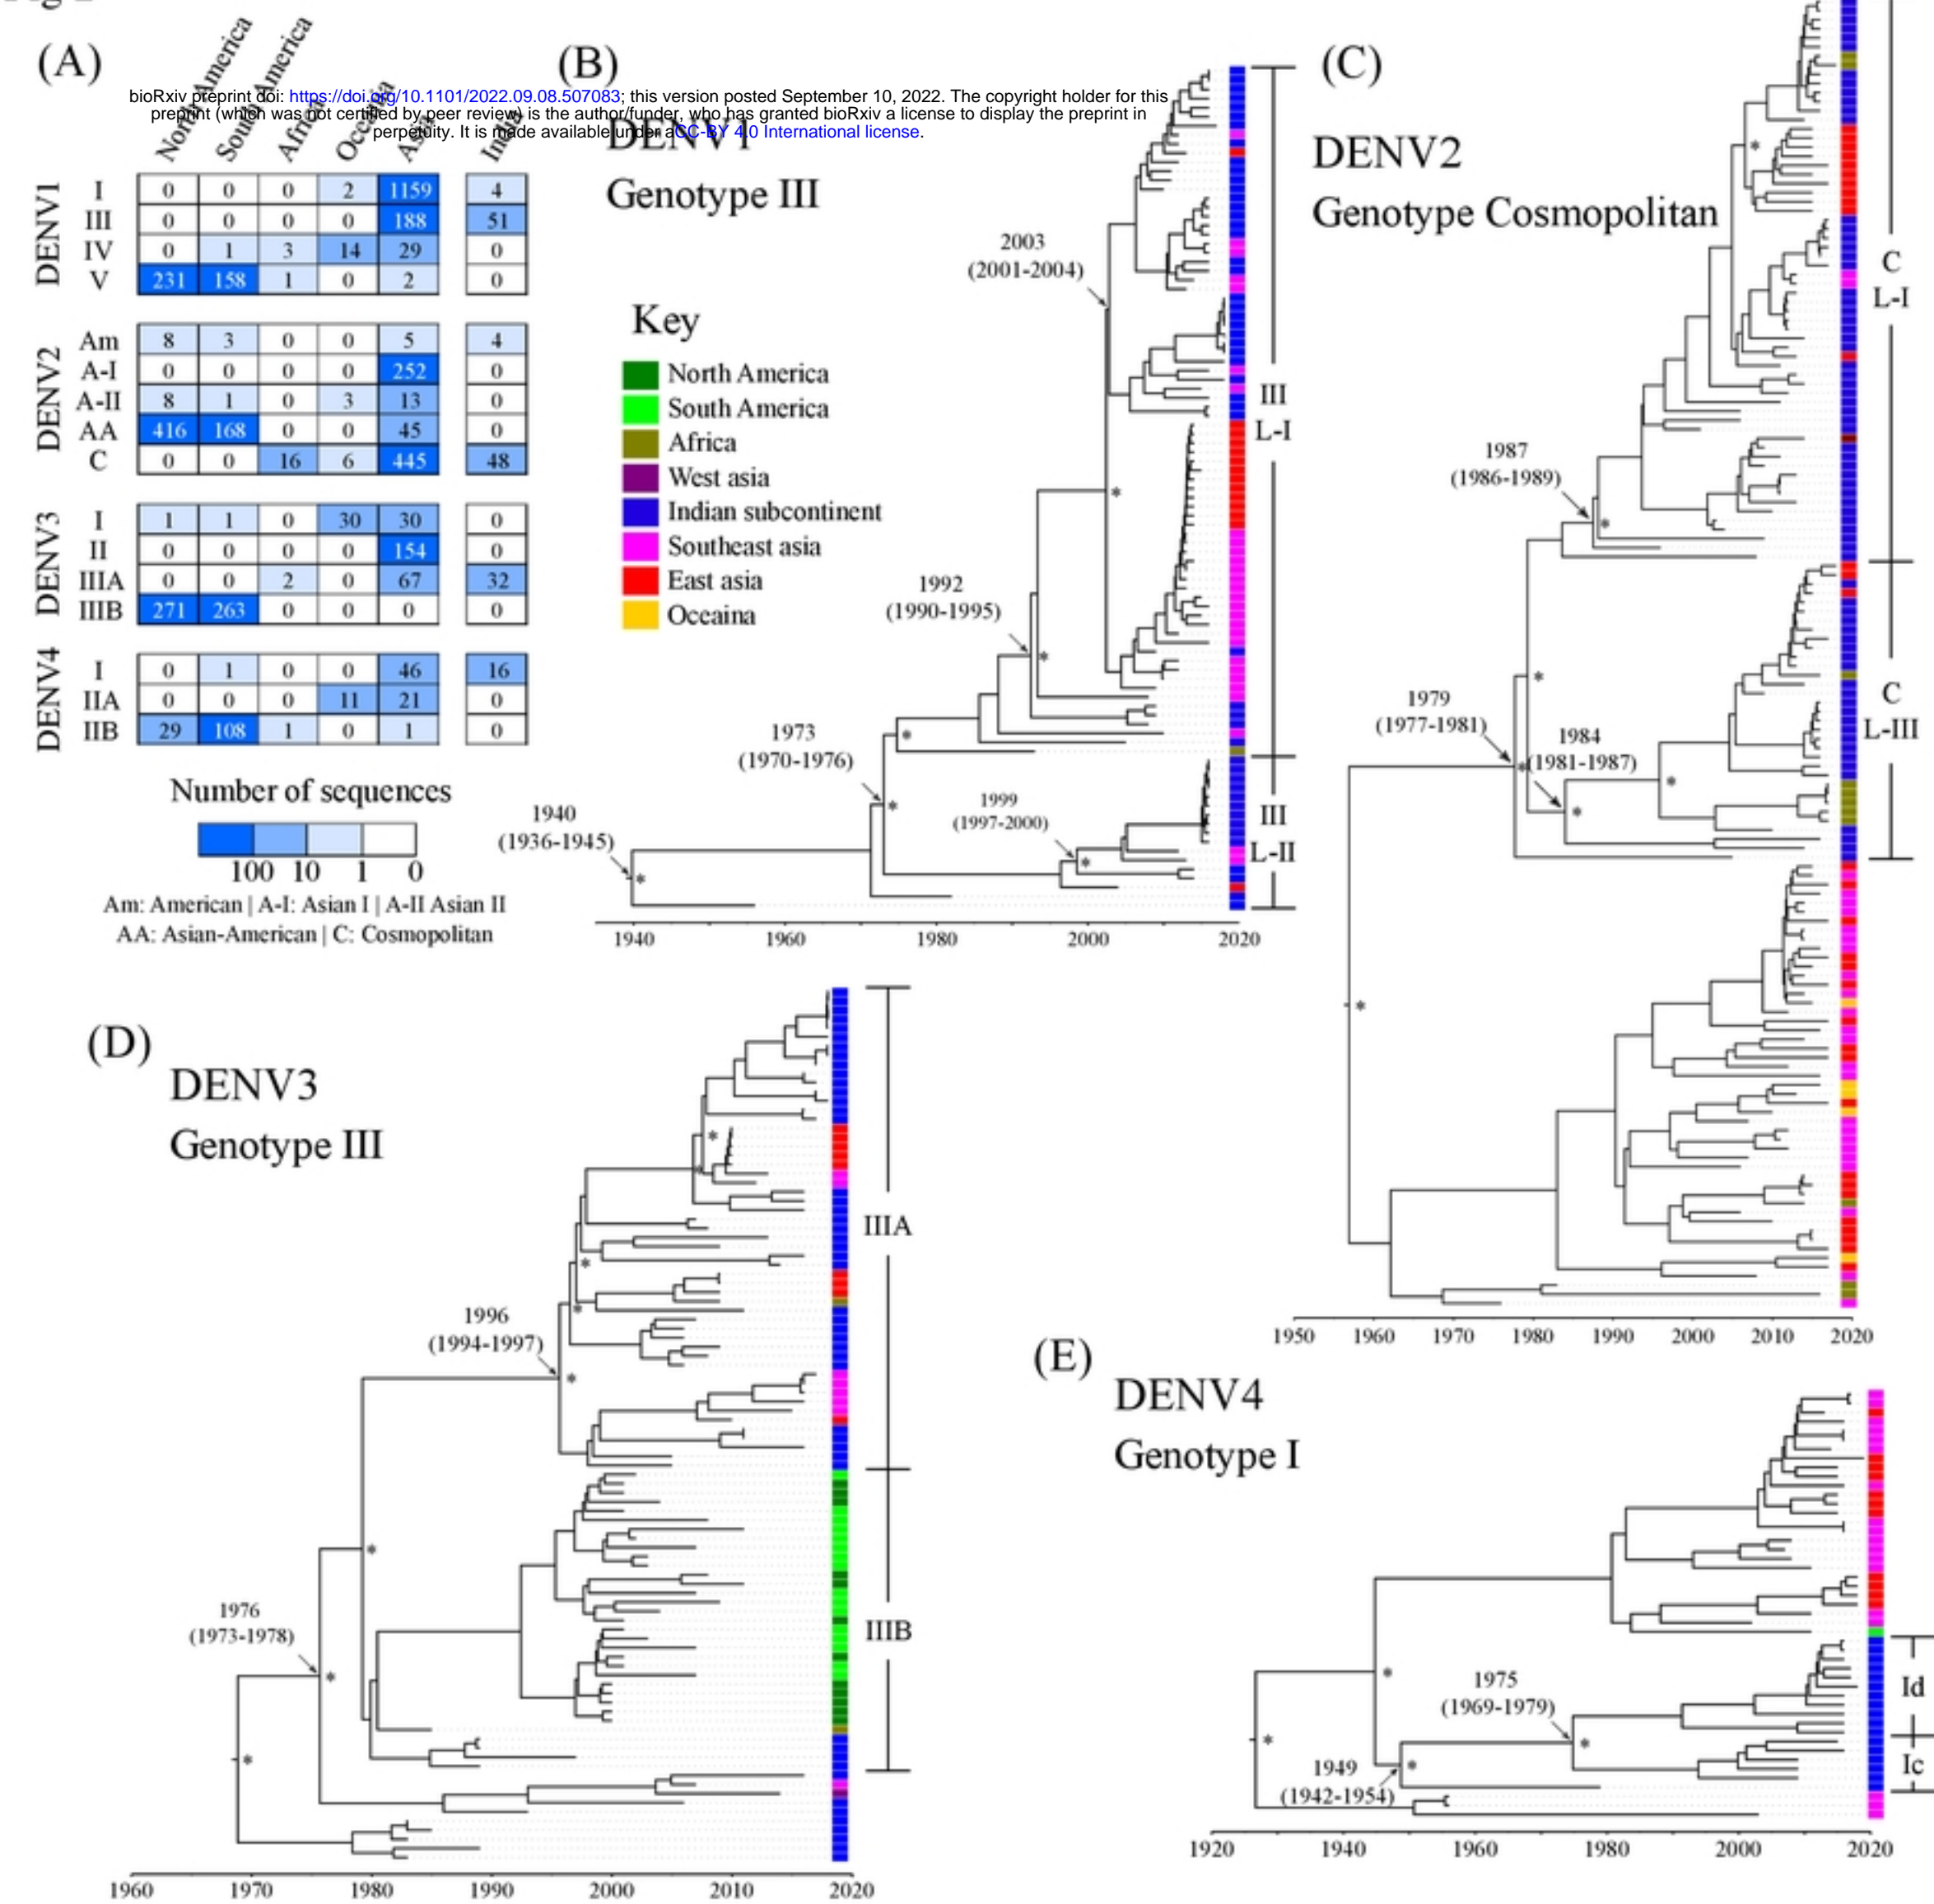 (A)
North America
South America
Africa
Oceania
Asia
India
bioRxiv preprint doi: https://doi.org/10.1101/2022.09.08.507083; this version posted September 10, 2022. The copyright holder for this
preprint (which was not certified by peer review) is the author/funder, who has granted bioRxiv a license to display the preprint in
perpetuity. It is made available under aCC-BY 4.0 International license.
DENV1
I 0 0 0 2 1159 4
III 0 0 0 0 188 51
IV 0 1 3 14 29 0
V 231 158 1 0 2 0
DENV2
Am 8 3 0 0 5 4
A-I 0 0 0 0 252 0
A-II 8 1 0 3 13 0
AA 416 168 0 0 45 0
C 0 0 16 6 445 48
DENV3
I 1 1 0 30 30 0
II 0 0 0 0 154 0
IIIA 0 0 2 0 67 32
IIIB 271 263 0 0 0 0
DENV4
I 0 1 0 0 46 16
IIA 0 0 0 11 21 0
IIB 29 108 1 0 1 0
Number of sequences
100 10 1 0
Am: American | A-I: Asian I | A-II Asian II
AA: Asian-American | C: Cosmopolitan
(B)
DENV1
Genotype III
Key
North America
South America
Africa
West asia
Indian subcontinent
Southeast asia
East asia
Oceaina
2003
(2001-2004)
1992
(1990-1995)
1973
(1970-1976)
1999
(1997-2000)
1940
(1936-1945)
* * * * * *
III
L-I
III
L-II
1940 1960 1980 2000 2020
(C)
DENV2
Genotype Cosmopolitan
1987
(1986-1989)
1979
(1977-1981)
1984
(1981-1987)
* * * * * * *
C
L-I
C
L-III
1950 1960 1970 1980 1990 2000 2010 2020
(D)
DENV3
Genotype III
1996
(1994-1997)
1976
(1973-1978)
* * * * * * * *
IIIA
IIIB
1960 1970 1980 1990 2000 2010 2020
(E)
DENV4
Genotype I
1975
(1969-1979)
1949
(1942-1954)
* * * *
Id
Ic
1920 1940 1960 1980 2000 2020